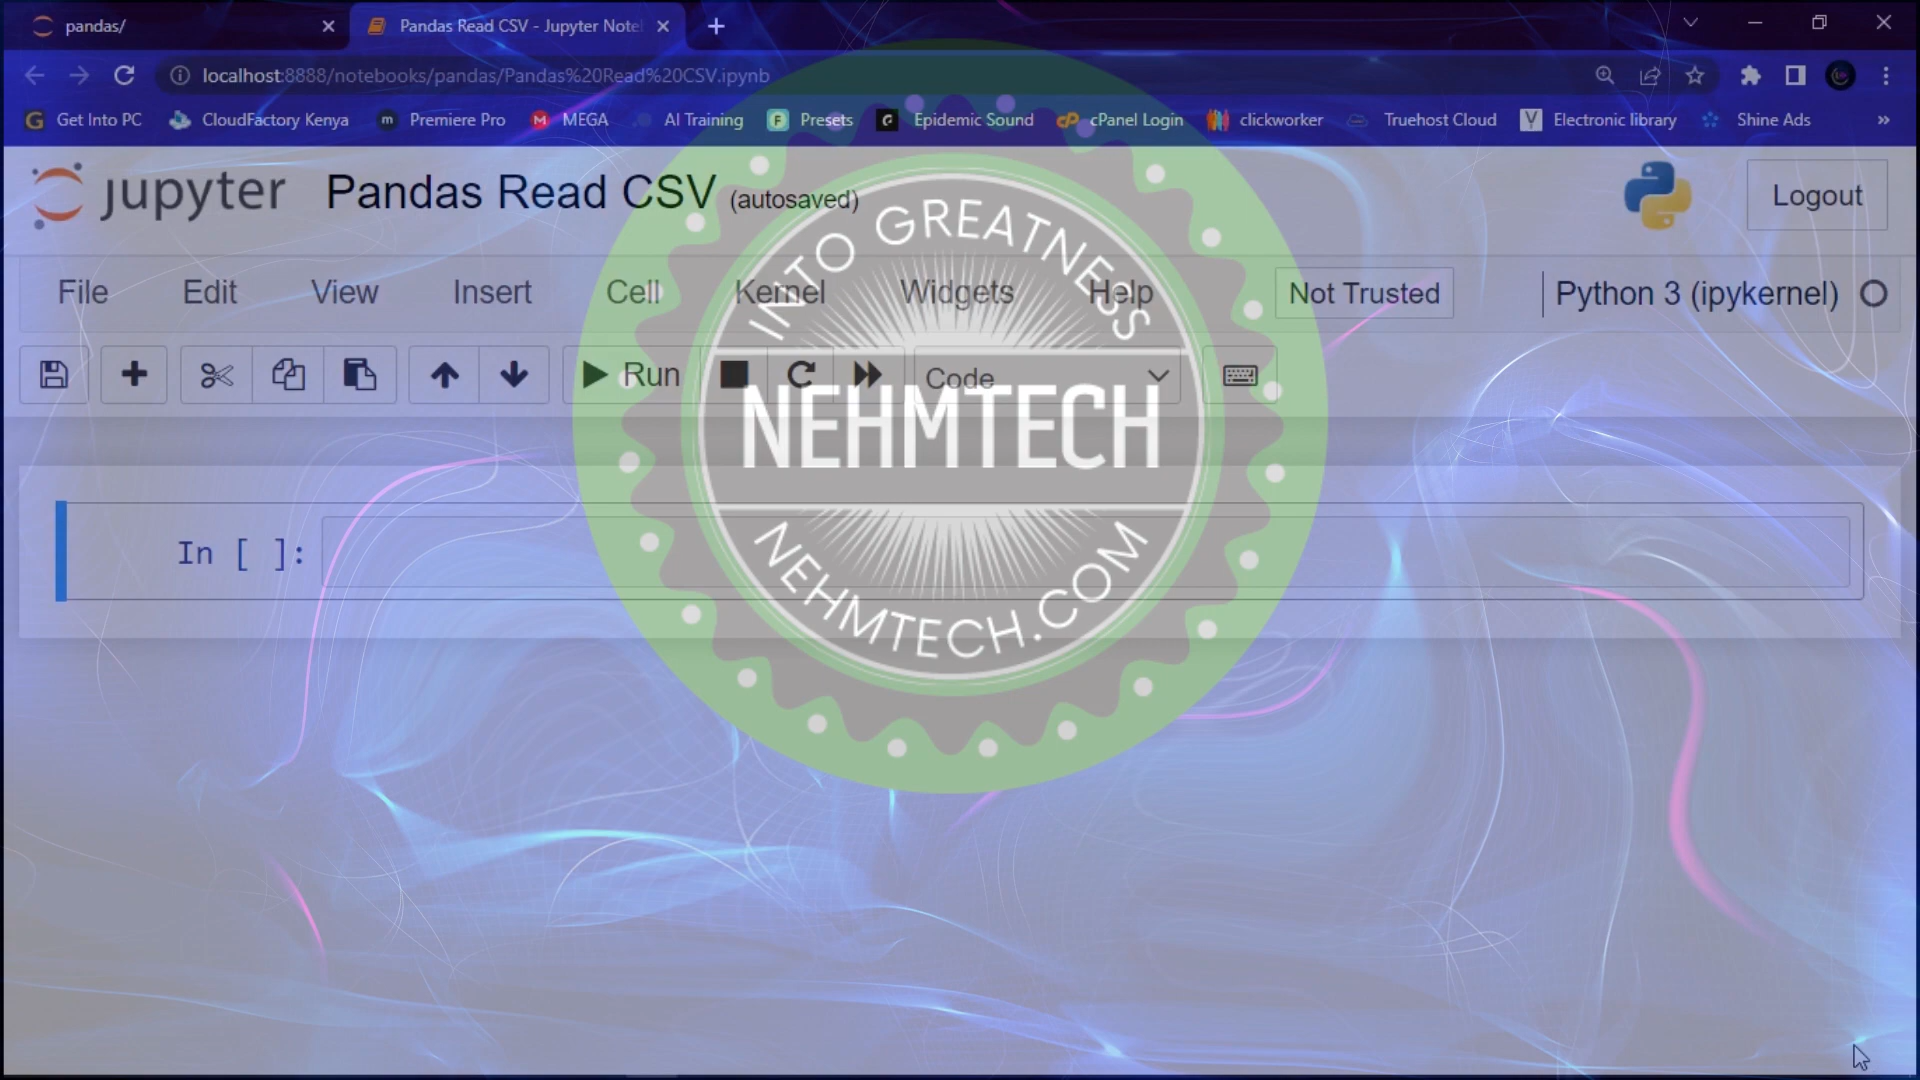 pandas/
Pandas Read CSV - Jupyter Note
localhost:8888/notebooks/pandas/Pandas%20Read%20CSV.ipynb
Get Into PC CloudFactory Kenya Premiere Pro MEGA AI Training Presets Epidemic Sound cPanel Login clickworker Truehost Cloud Electronic library Shine Ads »
jupyter Pandas Read CSV (autosaved) Logout
INTO GREATNESS
File Edit View Insert Cell Kernel Widgets Help Not Trusted Python 3 (ipykernel)
Run Code
NEHMTECH
In [ ]:
NEHMTECH.COM